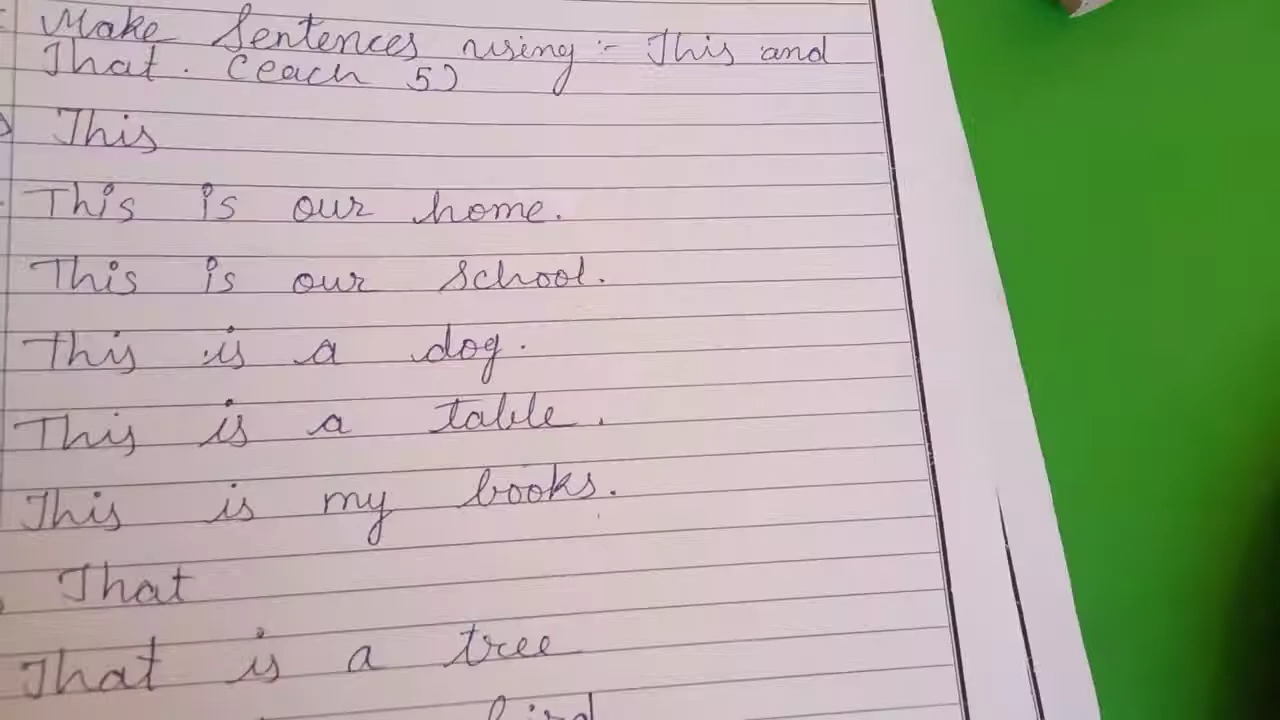 Make Sentences using :- This and
That. (each 5)
This
This is our home.
This is our school.
This is a dog.
This is a table.
This is my books.
That
That is a tree
bird